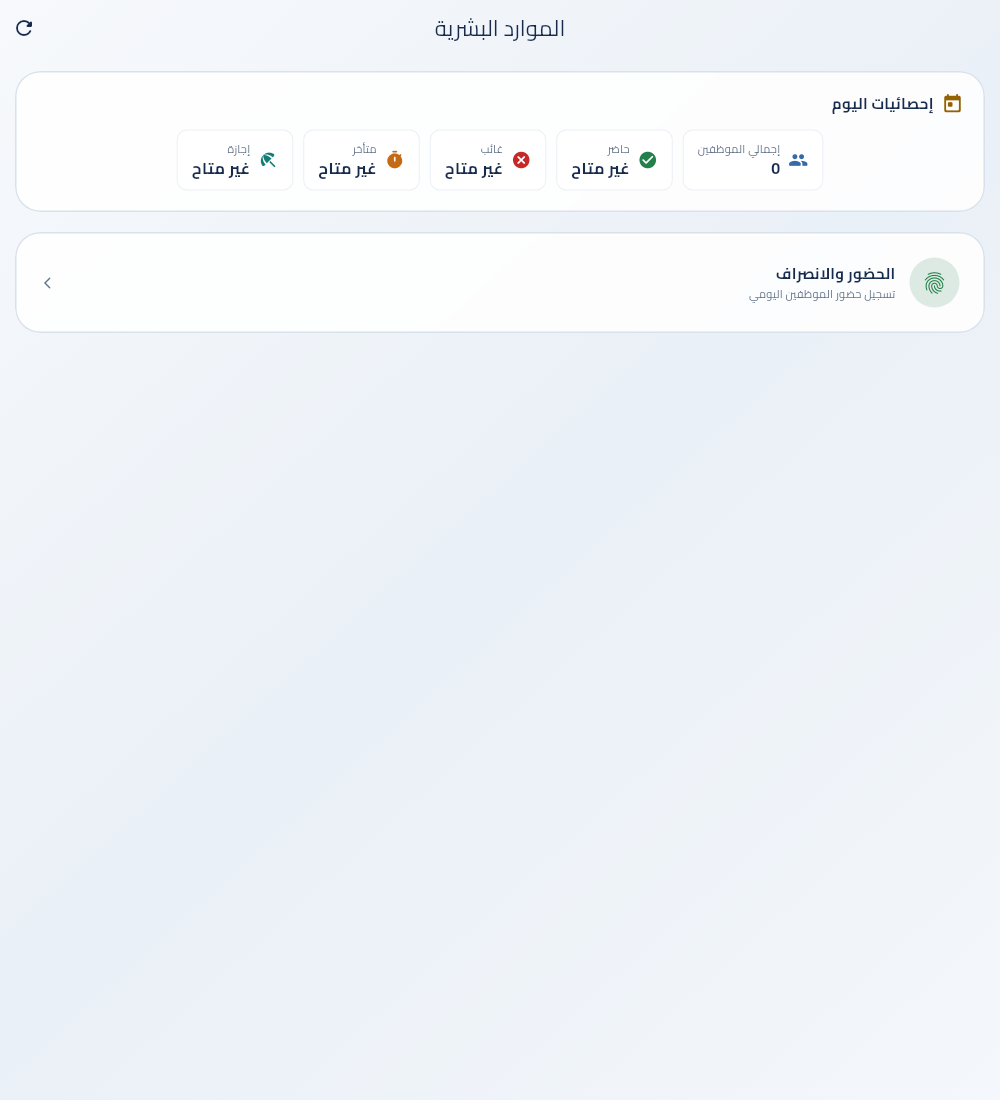 الموارد البشرية
إحصائيات اليوم
إجمالي الموظفين
0
حاضر
غير متاح
غائب
غير متاح
متأخر
غير متاح
إجازة
غير متاح
الحضور والانصراف
تسجيل حضور الموظفين اليومي